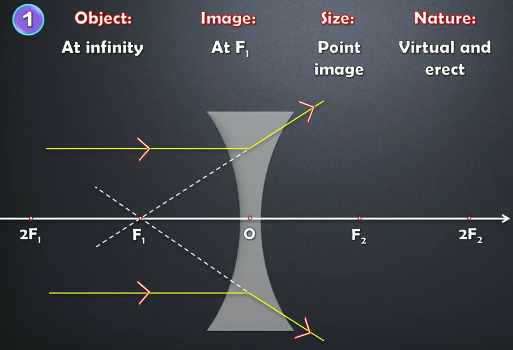 1
Object: Image: Size: Nature:
At infinity At F₁ Point image Virtual and erect
2F₁ F₁ O F₂ 2F₂